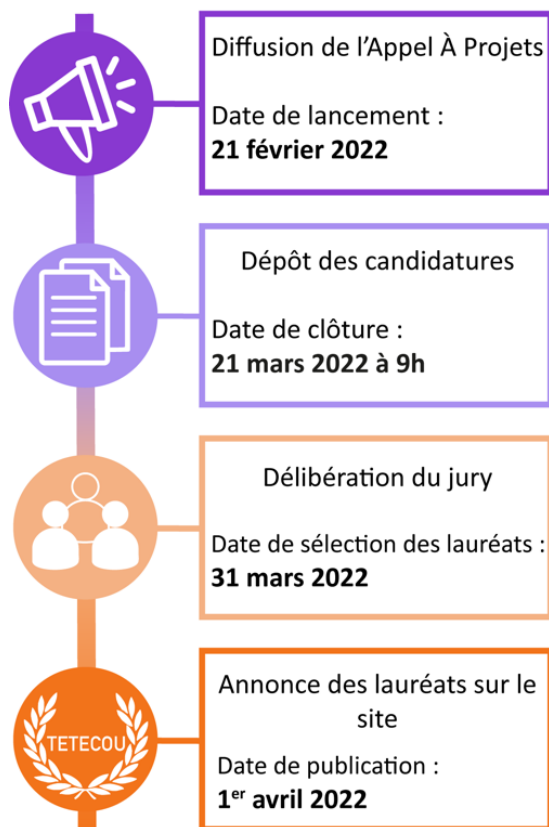 Diffusion de l'Appel À Projets
Date de lancement :
21 février 2022
Dépôt des candidatures
Date de clôture :
21 mars 2022 à 9h
Délibération du jury
Date de sélection des lauréats :
31 mars 2022
TETECOU
Annonce des lauréats sur le
site
Date de publication :
1er avril 2022